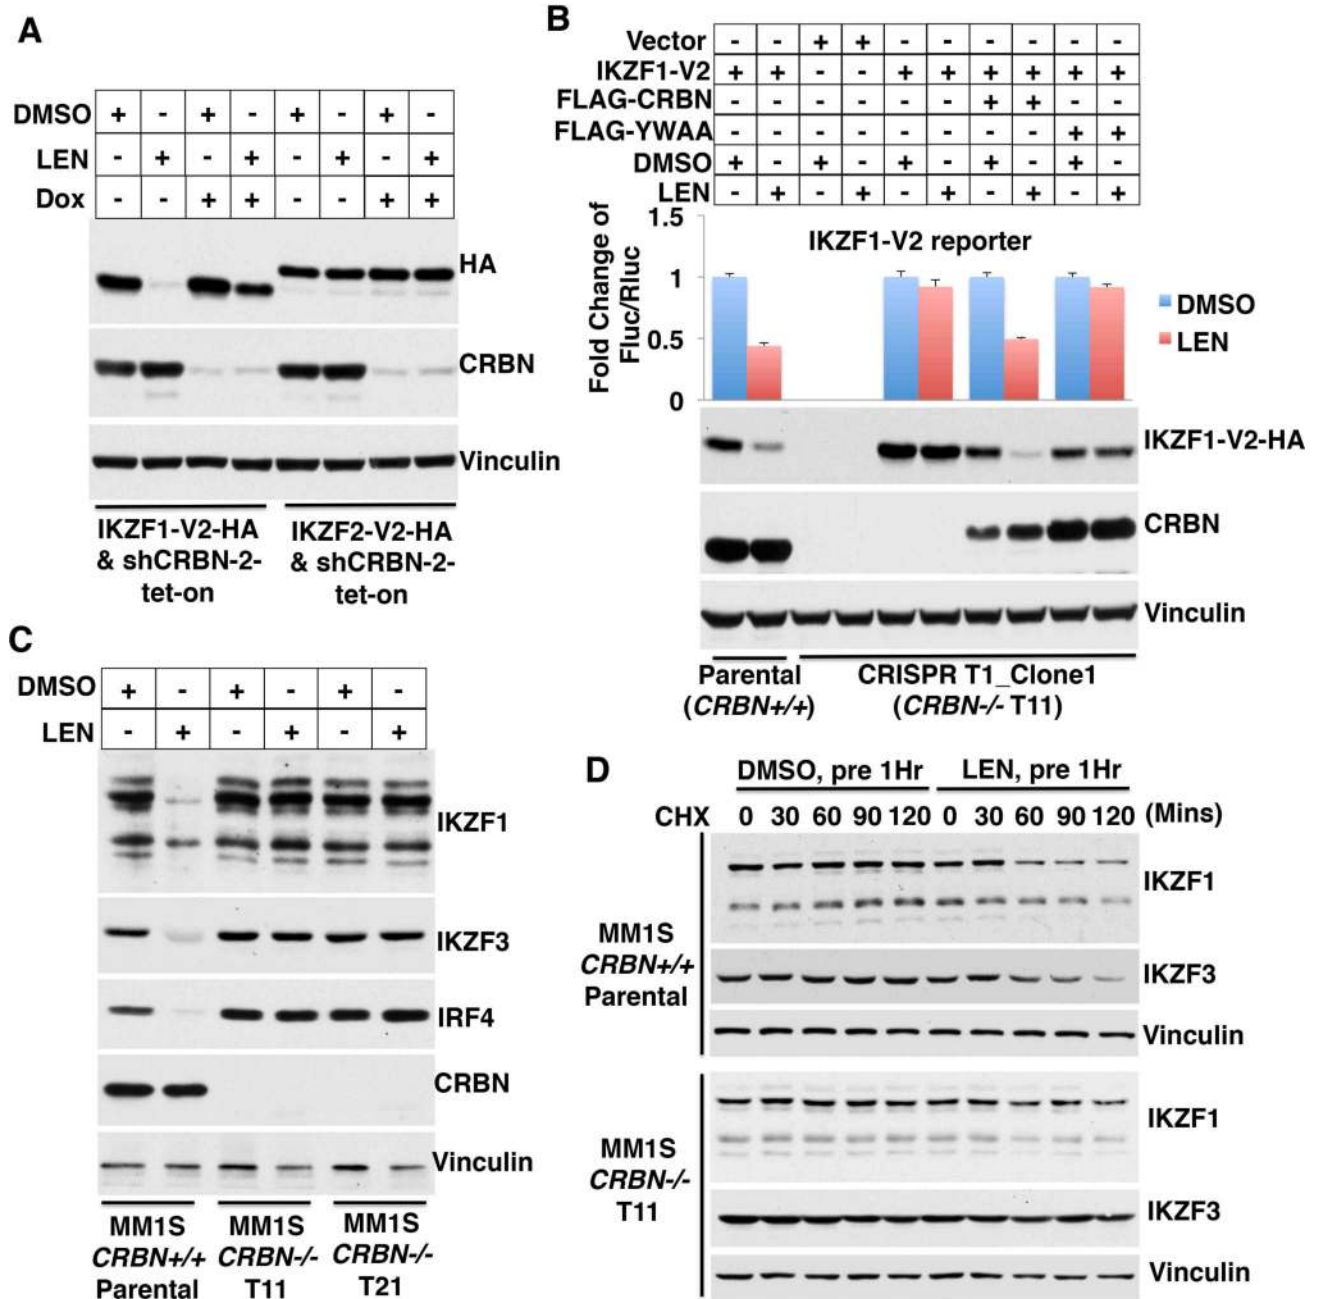 A
DMSO + - + - + - + -
LEN - + - + - + - +
Dox - - + + - - + +
HA
CRBN
Vinculin
IKZF1-V2-HA
& shCRBN-2-
tet-on
IKZF2-V2-HA
& shCRBN-2-
tet-on
B
Vector - - + + - - - - - -
IKZF1-V2 + + - - + + + + + +
FLAG-CRBN - - - - - - + + - -
FLAG-YWAA - - - - - - - - + +
DMSO + - + - + - + - + -
LEN - + - + - + - + - +
Fold Change of
Fluc/Rluc
1.5
1
0.5
0
IKZF1-V2 reporter
DMSO
LEN
IKZF1-V2-HA
CRBN
Vinculin
Parental
(CRBN+/+)
CRISPR T1_Clone1
(CRBN-/- T11)
C
DMSO + - + - + -
LEN - + - + - +
IKZF1
IKZF3
IRF4
CRBN
Vinculin
MM1S
CRBN+/+
Parental
MM1S
CRBN-/-
T11
MM1S
CRBN-/-
T21
D
DMSO, pre 1Hr LEN, pre 1Hr
CHX 0 30 60 90 120 0 30 60 90 120 (Mins)
MM1S
CRBN+/+
Parental
IKZF1
IKZF3
Vinculin
MM1S
CRBN-/-
T11
IKZF1
IKZF3
Vinculin